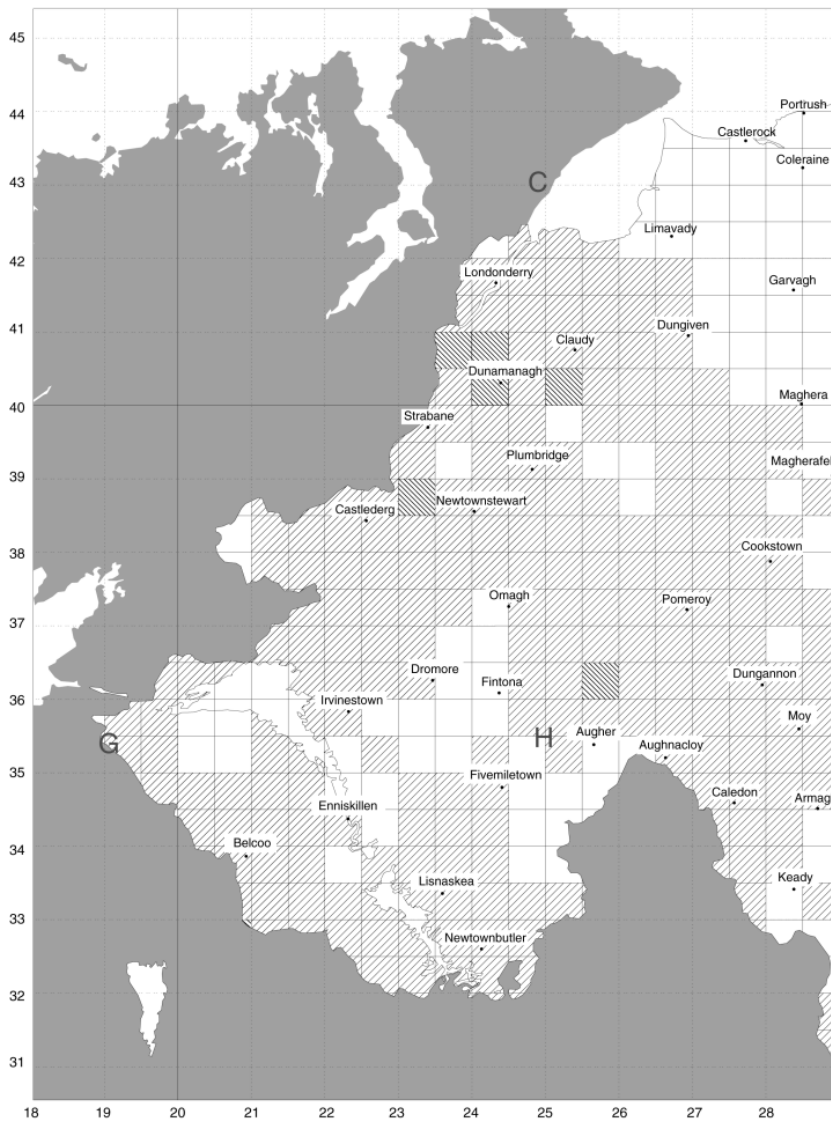 45
Portrush
44
Castlerock
Coleraine
C
43
Limavady
42
Londonderry
Garvagh
Dungiven
41
Claudy
Dunamanagh
Maghera
40
Strabane
Plumbridge
Magherafel
39
Newtownstewart
Castlederg
38
Cookstown
Omagh
Pomeroy
37
Dromore
Dungannon
Fintona
36
Irvinestown
Moy
G
H
Augher
Aughnacloy
35
Fivemiletown
Caledon
Armag
Enniskillen
34
Belcoo
Lisnaskea
Keady
33
Newtownbutler
32
31
18 19 20 21 22 23 24 25 26 27 28